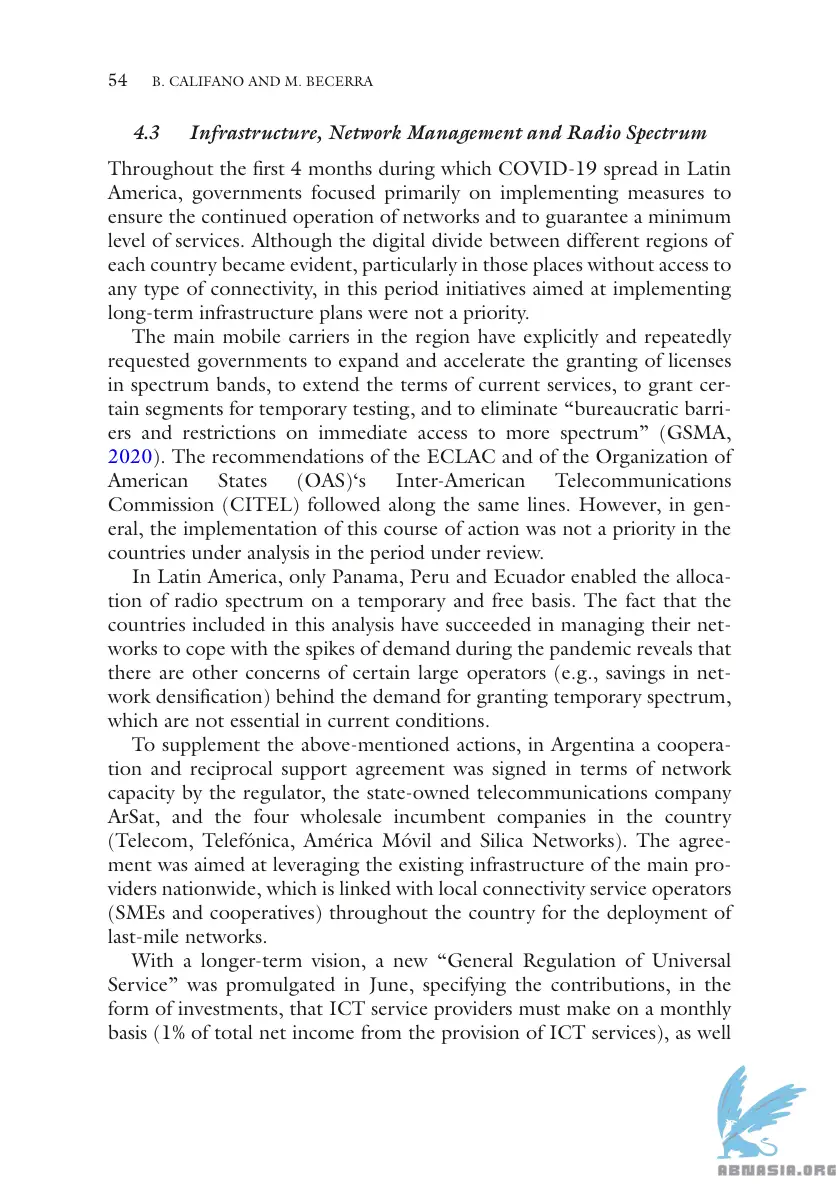 54 B. CALIFANO AND M. BECERRA
4.3 Infrastructure, Network Management and Radio Spectrum
Throughout the first 4 months during which COVID-19 spread in Latin
America, governments focused primarily on implementing measures to
ensure the continued operation of networks and to guarantee a minimum
level of services. Although the digital divide between different regions of
each country became evident, particularly in those places without access to
any type of connectivity, in this period initiatives aimed at implementing
long-term infrastructure plans were not a priority.
The main mobile carriers in the region have explicitly and repeatedly
requested governments to expand and accelerate the granting of licenses
in spectrum bands, to extend the terms of current services, to grant cer-
tain segments for temporary testing, and to eliminate “bureaucratic barri-
ers and restrictions on immediate access to more spectrum” (GSMA,
2020). The recommendations of the ECLAC and of the Organization of
American States (OAS)‘s Inter-American Telecommunications
Commission (CITEL) followed along the same lines. However, in gen-
eral, the implementation of this course of action was not a priority in the
countries under analysis in the period under review.
In Latin America, only Panama, Peru and Ecuador enabled the alloca-
tion of radio spectrum on a temporary and free basis. The fact that the
countries included in this analysis have succeeded in managing their net-
works to cope with the spikes of demand during the pandemic reveals that
there are other concerns of certain large operators (e.g., savings in net-
work densification) behind the demand for granting temporary spectrum,
which are not essential in current conditions.
To supplement the above-mentioned actions, in Argentina a coopera-
tion and reciprocal support agreement was signed in terms of network
capacity by the regulator, the state-owned telecommunications company
ArSat, and the four wholesale incumbent companies in the country
(Telecom, Telefónica, América Móvil and Silica Networks). The agree-
ment was aimed at leveraging the existing infrastructure of the main pro-
viders nationwide, which is linked with local connectivity service operators
(SMEs and cooperatives) throughout the country for the deployment of
last-mile networks.
With a longer-term vision, a new “General Regulation of Universal
Service” was promulgated in June, specifying the contributions, in the
form of investments, that ICT service providers must make on a monthly
basis (1% of total net income from the provision of ICT services), as well
ABNASIA.ORG